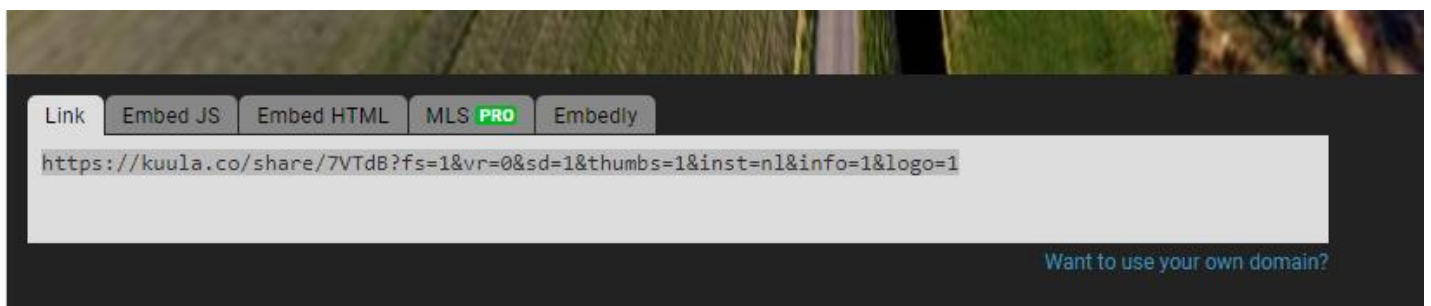 Link Embed JS Embed HTML MLS PRO Embedly
https://kuula.co/share/7VTdB?fs=1&vr=0&sd=1&thumbs=1&inst=nl&info=1&logo=1
Want to use your own domain?